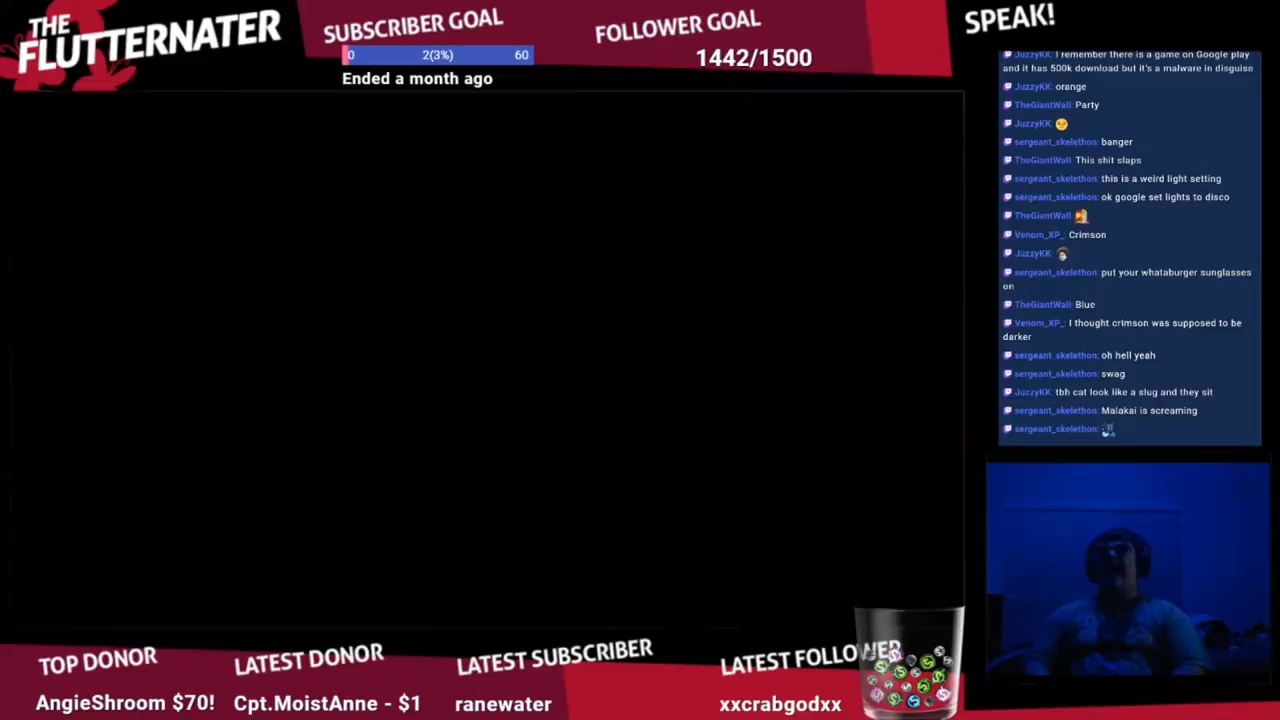 THE
FLUTTERNATER
SUBSCRIBER GOAL
0 2(3%) 60
Ended a month ago
FOLLOWER GOAL
1442/1500
SPEAK!
JuzzyKK: I remember there is a game on Google play
and it has 500k download but it's a malware in disguise
JuzzyKK: orange
TheGiantWall: Party
JuzzyKK:
sergeant_skelethon: banger
TheGiantWall: This shit slaps
sergeant_skelethon: this is a weird light setting
sergeant_skelethon: ok google set lights to disco
TheGiantWall:
Venom_XP_: Crimson
JuzzyKK:
sergeant_skelethon: put your whataburger sunglasses
on
TheGiantWall: Blue
Venom_XP_: I thought crimson was supposed to be
darker
sergeant_skelethon: oh hell yeah
sergeant_skelethon: swag
JuzzyKK: tbh cat look like a slug and they sit
sergeant_skelethon: Malakai is screaming
sergeant_skelethon:
TOP DONOR
AngieShroom $70!
LATEST DONOR
Cpt.MoistAnne - $1
LATEST SUBSCRIBER
ranewater
LATEST FOLLOWER
xxcrabgodxx